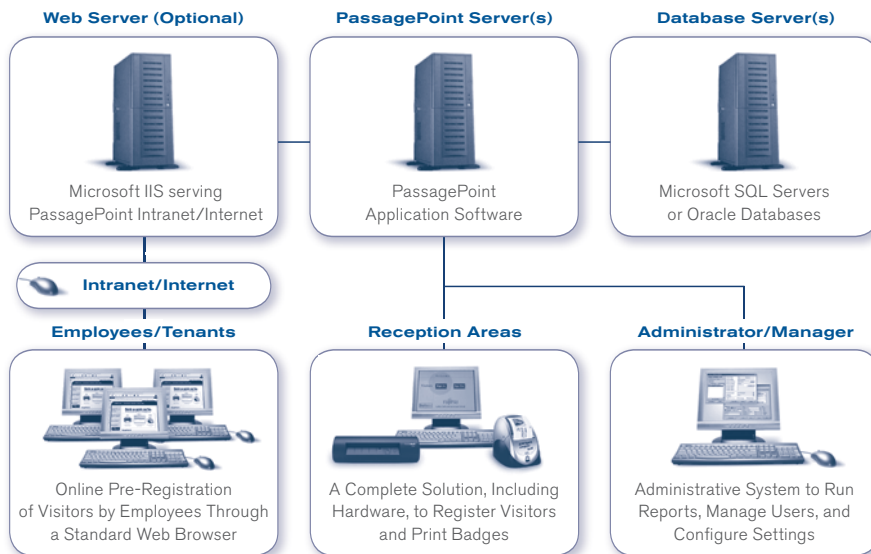 Web Server (Optional)
PassagePoint Server(s)
Database Server(s)
Microsoft IIS serving
PassagePoint Intranet/Internet
PassagePoint
Application Software
Microsoft SQL Servers
or Oracle Databases
Intranet/Internet
Employees/Tenants
Reception Areas
Administrator/Manager
Online Pre-Registration
of Visitors by Employees Through
a Standard Web Browser
A Complete Solution, Including
Hardware, to Register Visitors
and Print Badges
Administrative System to Run
Reports, Manage Users, and
Configure Settings